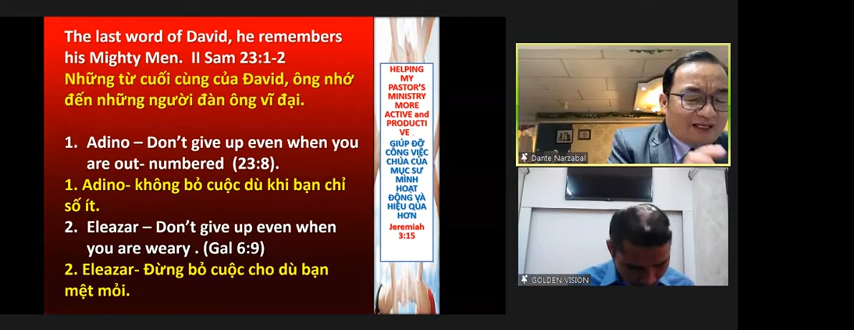 The last word of David, he remembers
his Mighty Men. II Sam 23:1-2
Những từ cuối cùng của Đavid, ông nhớ
đến những người đàn ông vĩ đại.
1. Adino – Don't give up even when you
are out- numbered (23:8).
1. Adino- không bỏ cuộc dù khi bạn chỉ
số ít.
2. Eleazar – Don't give up even when
you are weary . (Gal 6:9)
2. Eleazar- Đừng bỏ cuộc cho dù bạn
mệt mỏi.
HELPING
MY
PASTOR'S
MINISTRY
MORE
ACTIVE and
PRODUCTI
VE .
GIÚP ĐỠ
CÔNG VIỆC
CHÚA CỦA
MỤC SƯ
MÌNH
HOẠT
ĐỘNG VÀ
HIỆU QỦA
HƠN
Jeremiah
3:15
Dante Narzabal
GOLDEN VISION